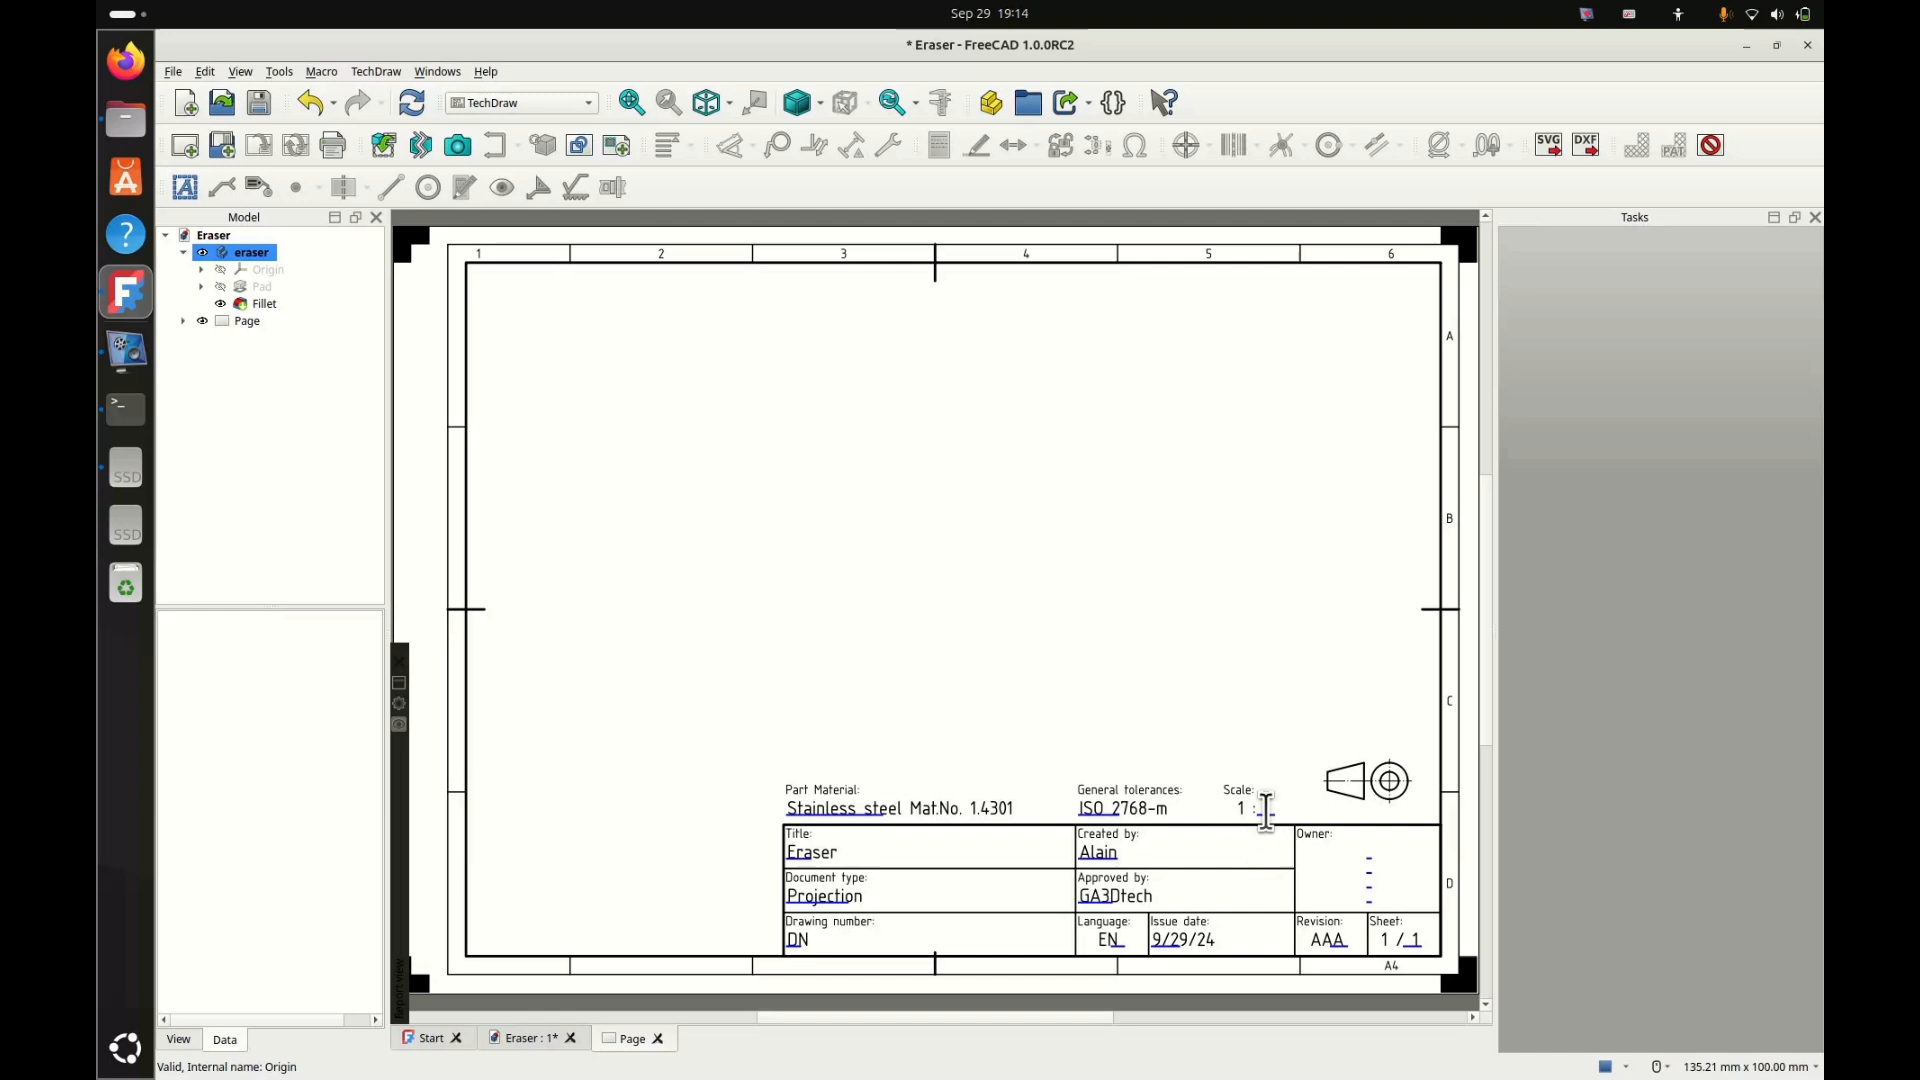 Sep 29 19:14
* Eraser - FreeCAD 1.0.0RC2
File Edit View Tools Macro TechDraw Windows Help
TechDraw
SVG DXF PAT
Model
Tasks
Eraser
eraser
Origin
Pad
Fillet
Page
1 2 3 4 5 6
A
B
C
D
Part Material:
Stainless steel Mat.No. 1.4301
General tolerances:
ISO 2768-m
Scale:
1 :
Title:
Eraser
Created by:
Alain
Owner:
Document type:
Projection
Approved by:
GA3Dtech
Drawing number:
DN
Language:
EN
Issue date:
9/29/24
Revision:
AAA
Sheet:
1 / 1
A4
SSD
SSD
Report view
View Data
Start Eraser : 1* Page
Valid, Internal name: Origin
135.21 mm x 100.00 mm